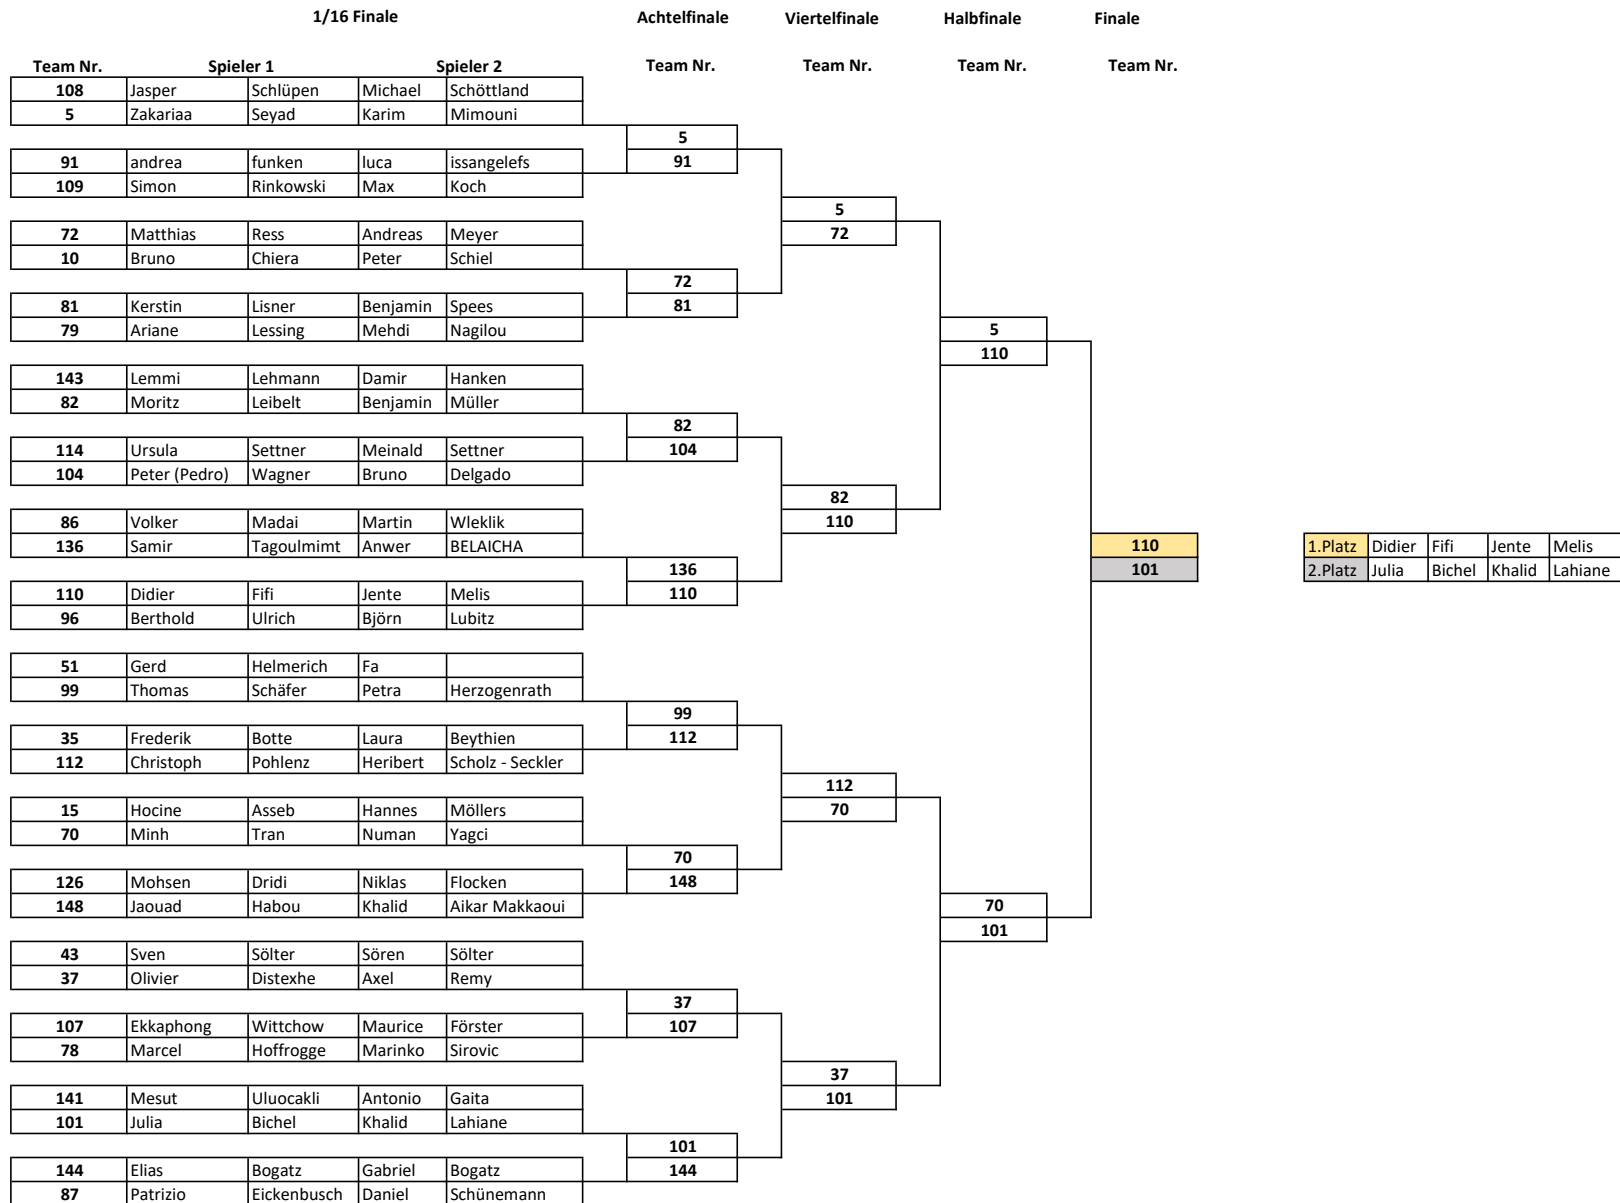 1/16 Finale Achtelfinale Viertelfinale Halbfinale Finale
Team Nr. Spieler 1 Spieler 2 Team Nr. Team Nr. Team Nr. Team Nr.
108 Jasper Schlüpen Michael Schöttland
5 Zakariaa Seyad Karim Mimouni
5
91 andrea funken luca issangelefs 91
109 Simon Rinkowski Max Koch
5
72 Matthias Ress Andreas Meyer 72
10 Bruno Chiera Peter Schiel
72
81 Kerstin Lisner Benjamin Spees 81
79 Ariane Lessing Mehdi Nagilou 5
110
143 Lemmi Lehmann Damir Hanken
82 Moritz Leibelt Benjamin Müller
82
114 Ursula Settner Meinald Settner 104
104 Peter (Pedro) Wagner Bruno Delgado
82
86 Volker Madai Martin Wleklik 110
136 Samir Tagoulmimt Anwer BELAICHA 110 1.Platz Didier Fifi Jente Melis
136 101 2.Platz Julia Bichel Khalid Lahiane
110 Didier Fifi Jente Melis 110
96 Berthold Ulrich Björn Lubitz
51 Gerd Helmerich Fa
99 Thomas Schäfer Petra Herzogenrath
99
35 Frederik Botte Laura Beythien 112
112 Christoph Pohlenz Heribert Scholz - Seckler
112
15 Hocine Asseb Hannes Möllers 70
70 Minh Tran Numan Yagci
70
126 Mohsen Dridi Niklas Flocken 148
148 Jaouad Habou Khalid Aikar Makkaoui 70
101
43 Sven Sölter Sören Sölter
37 Olivier Distexhe Axel Remy
37
107 Ekkaphong Wittchow Maurice Förster 107
78 Marcel Hoffrogge Marinko Sirovic
37
141 Mesut Uluocakli Antonio Gaita 101
101 Julia Bichel Khalid Lahiane
101
144 Elias Bogatz Gabriel Bogatz 144
87 Patrizio Eickenbusch Daniel Schünemann